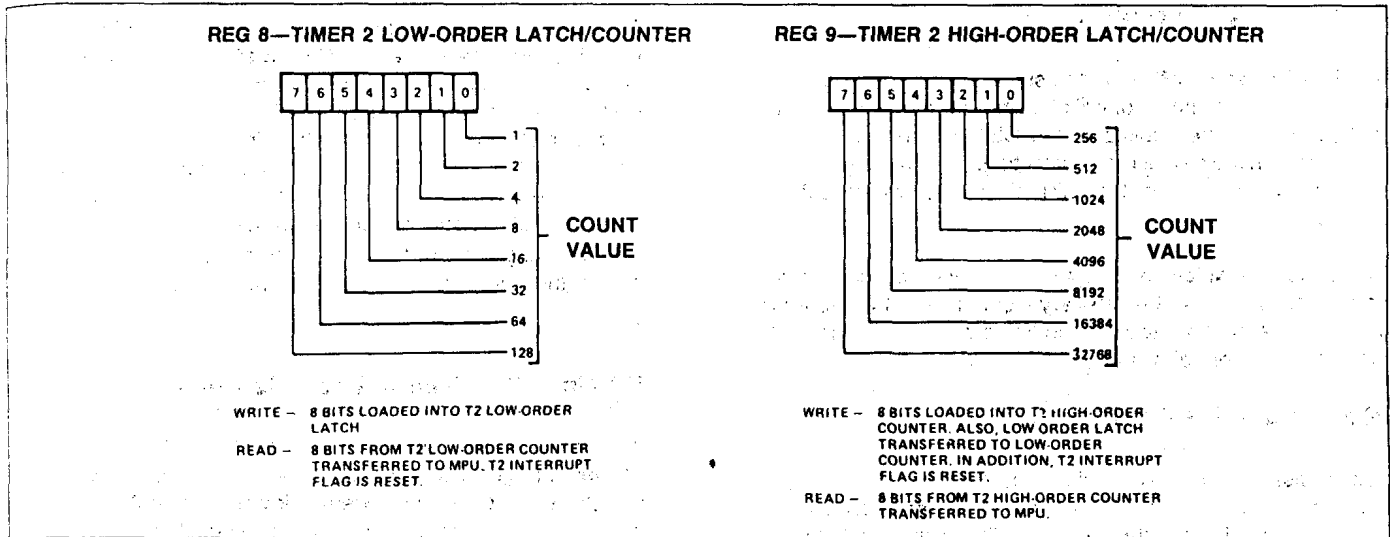 REG 8—TIMER 2 LOW-ORDER LATCH/COUNTER
7 6 5 4 3 2 1 0
1
2
4
8
16
32
64
128
COUNT
VALUE
WRITE – 8 BITS LOADED INTO T2 LOW-ORDER
LATCH
READ – 8 BITS FROM T2 LOW-ORDER COUNTER
TRANSFERRED TO MPU. T2 INTERRUPT
FLAG IS RESET.
REG 9—TIMER 2 HIGH-ORDER LATCH/COUNTER
7 6 5 4 3 2 1 0
256
512
1024
2048
4096
8192
16384
32768
COUNT
VALUE
WRITE – 8 BITS LOADED INTO T2 HIGH-ORDER
COUNTER. ALSO, LOW ORDER LATCH
TRANSFERRED TO LOW-ORDER
COUNTER. IN ADDITION, T2 INTERRUPT
FLAG IS RESET.
READ – 8 BITS FROM T2 HIGH-ORDER COUNTER
TRANSFERRED TO MPU.